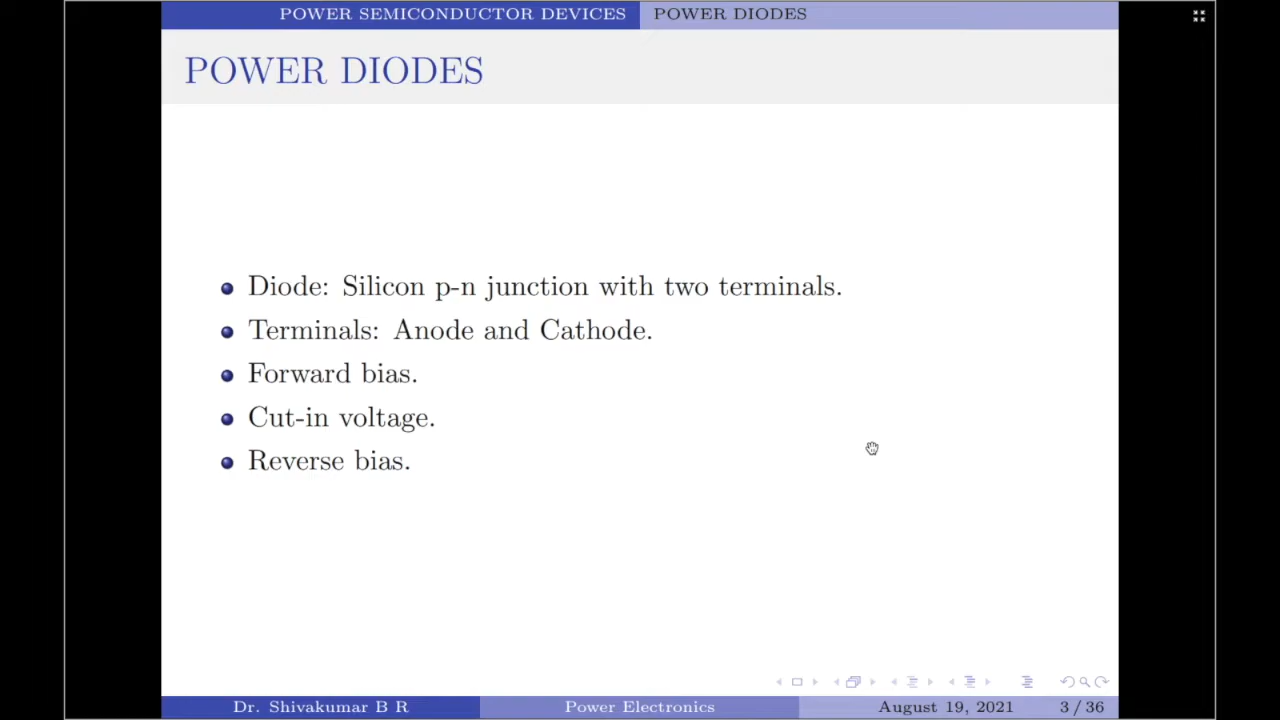 POWER SEMICONDUCTOR DEVICES POWER DIODES
POWER DIODES
Diode: Silicon p-n junction with two terminals.
Terminals: Anode and Cathode.
Forward bias.
Cut-in voltage.
Reverse bias.
Dr. Shivakumar B R Power Electronics August 19, 2021 3 / 36